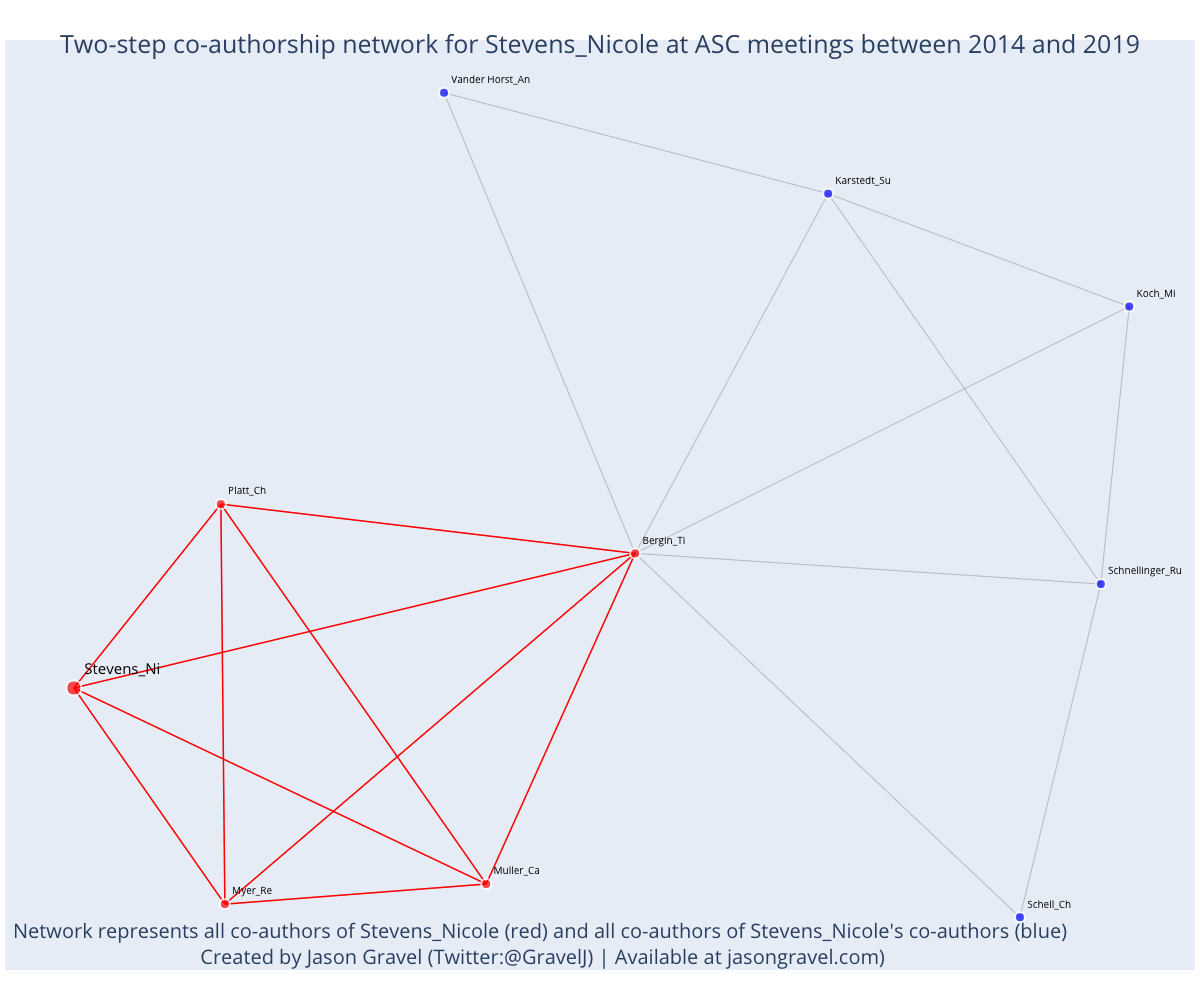 Two-step co-authorship network for Stevens_Nicole at ASC meetings between 2014 and 2019
Vander Horst_An
Karstedt_Su
Koch_Mi
Platt_Ch
Bergin_Ti
Schnellinger_Ru
Stevens_Ni
Muller_Ca
Myer_Re
Schell_Ch
Network represents all co-authors of Stevens_Nicole (red) and all co-authors of Stevens_Nicole's co-authors (blue)
Created by Jason Gravel (Twitter:@GravelJ) | Available at jasongravel.com)